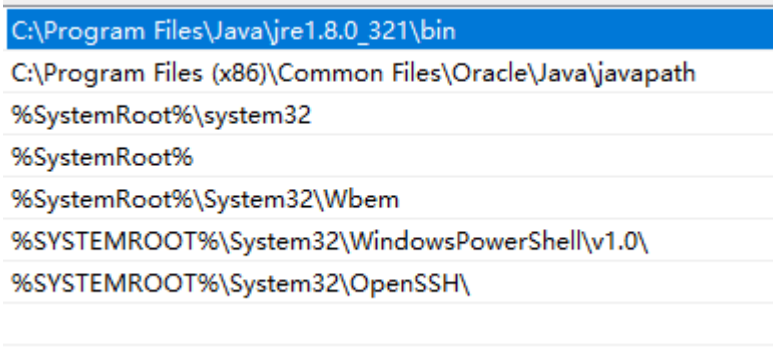 C:\Program Files\Java\jre1.8.0_321\bin
C:\Program Files (x86)\Common Files\Oracle\Java\javapath
%SystemRoot%\system32
%SystemRoot%
%SystemRoot%\System32\Wbem
%SYSTEMROOT%\System32\WindowsPowerShell\v1.0\
%SYSTEMROOT%\System32\OpenSSH\